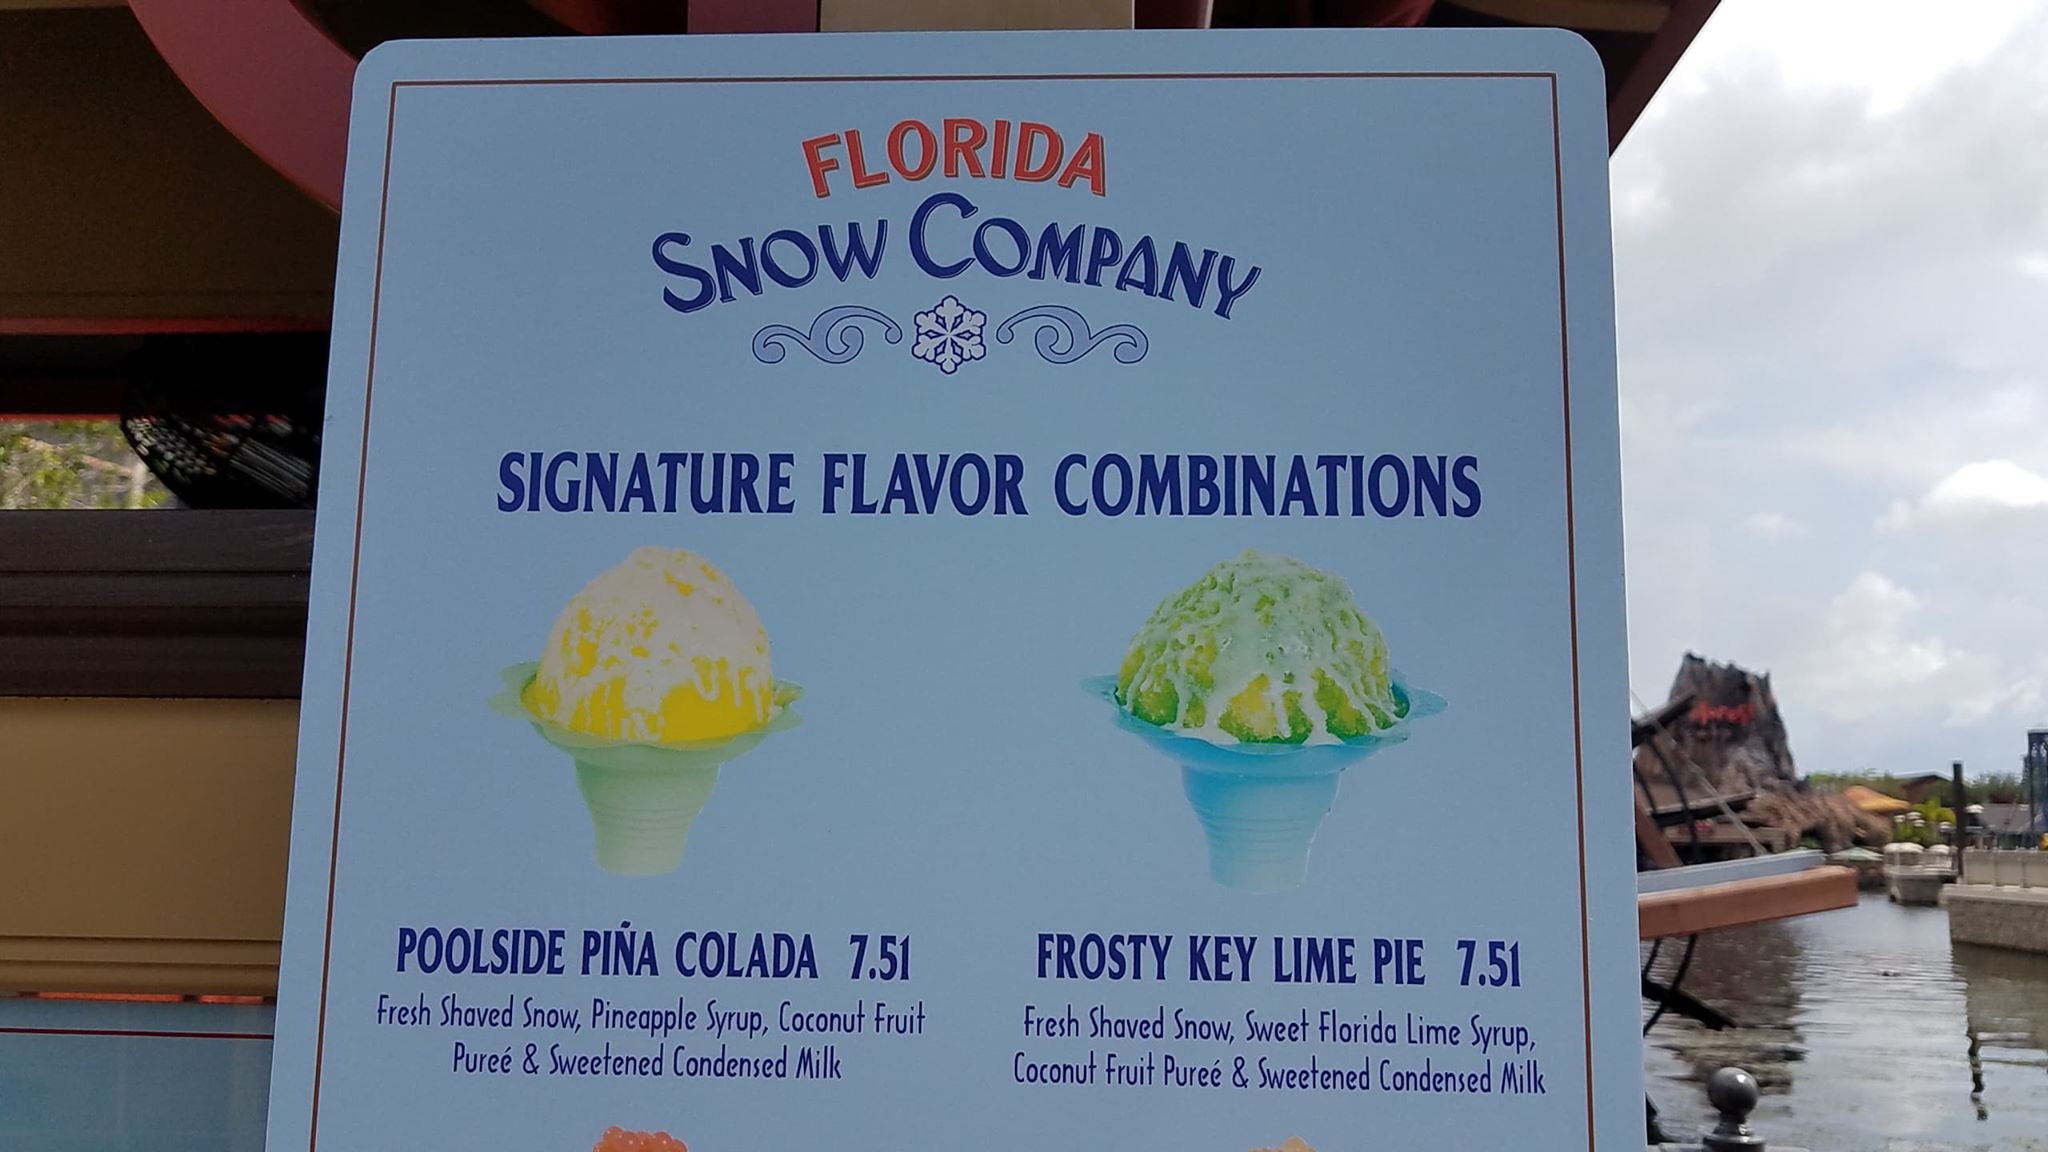 FLORIDA
SNOW COMPANY
SIGNATURE FLAVOR COMBINATIONS
POOLSIDE PIÑA COLADA 7.51
Fresh Shaved Snow, Pineapple Syrup, Coconut Fruit
Pureé & Sweetened Condensed Milk
FROSTY KEY LIME PIE 7.51
Fresh Shaved Snow, Sweet Florida Lime Syrup,
Coconut Fruit Pureé & Sweetened Condensed Milk